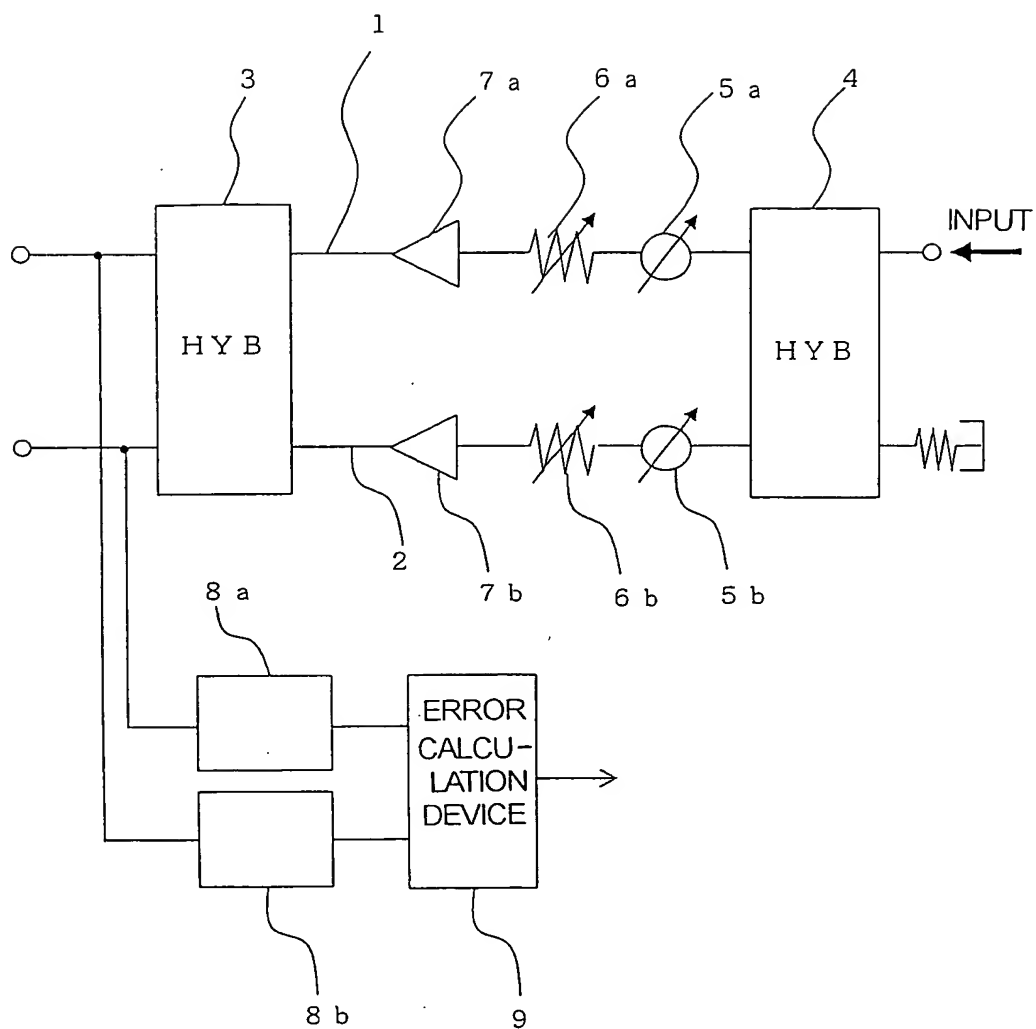 1
3
7 a
6 a
5 a
4
INPUT
HYB
HYB
2
7 b
6 b
5 b
8 a
ERROR
CALCU-
LATION
DEVICE
8 b
9